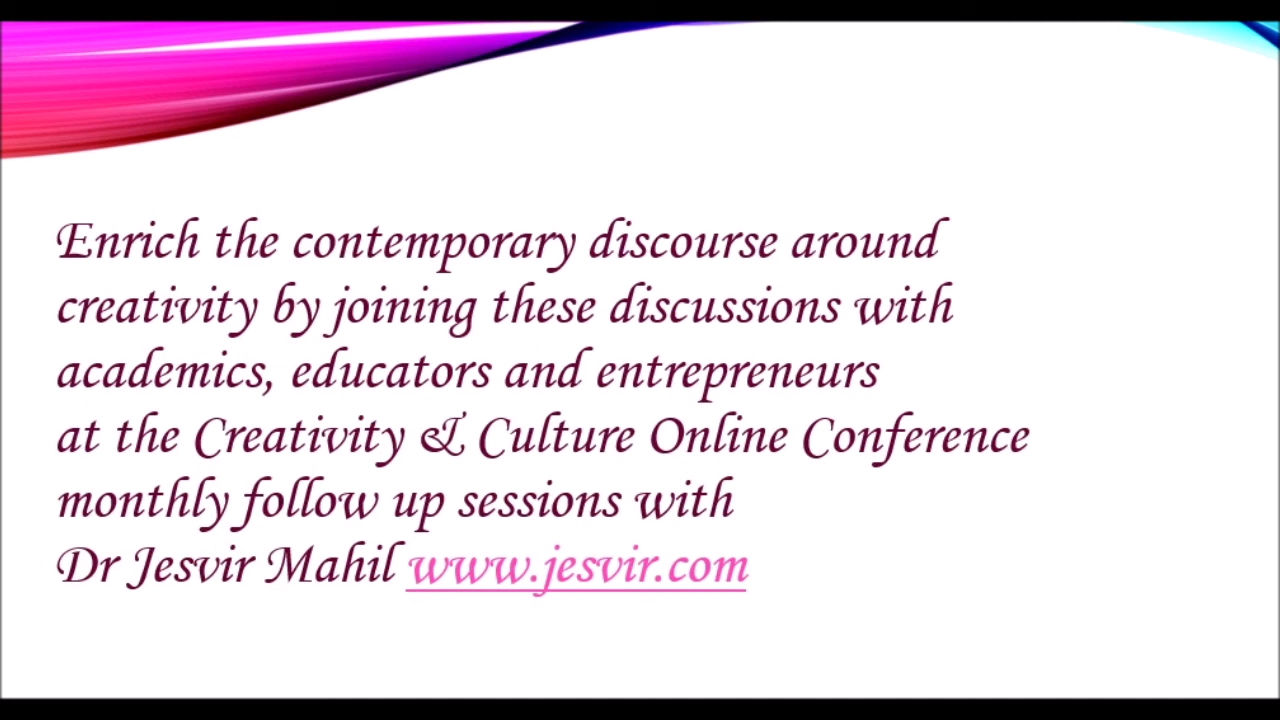 Enrich the contemporary discourse around
creativity by joining these discussions with
academics, educators and entrepreneurs
at the Creativity & Culture Online Conference
monthly follow up sessions with
Dr Jesvir Mahil www.jesvir.com